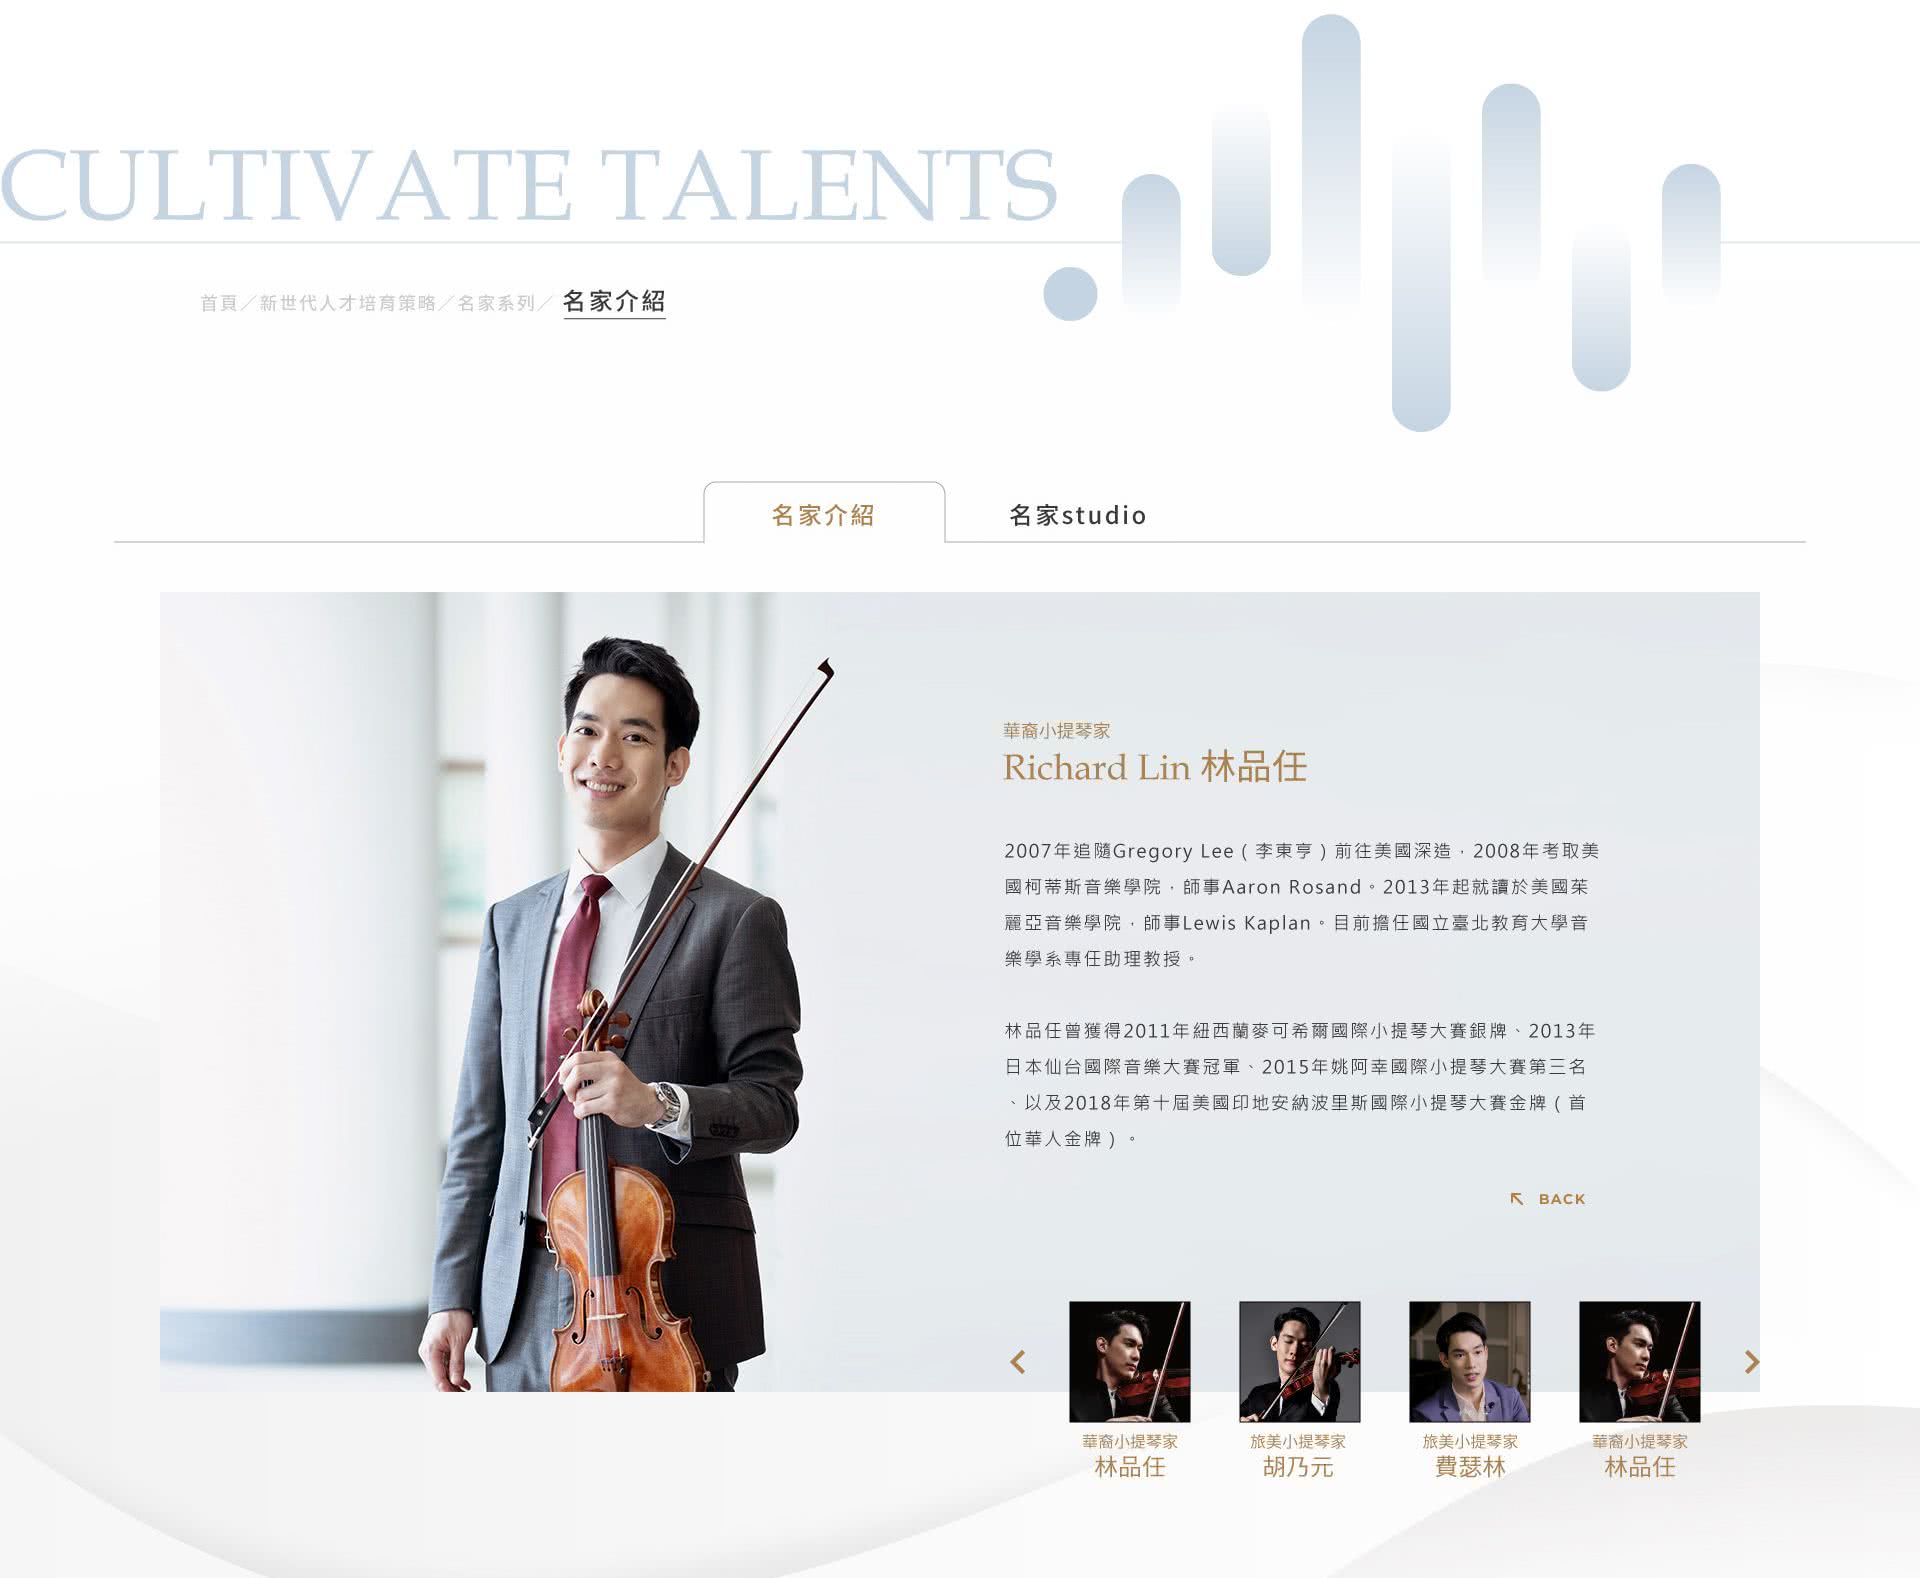 CULTIVATE TALENTS
首頁／新世代人才培育策略／名家系列／ 名家介紹
名家介紹
名家studio
華裔小提琴家
Richard Lin 林品任
2007年追隨Gregory Lee（李東亨）前往美國深造，2008年考取美
國柯蒂斯音樂學院，師事Aaron Rosand。2013年起就讀於美國茱
麗亞音樂學院，師事Lewis Kaplan。目前擔任國立臺北教育大學音
樂學系專任助理教授。
林品任曾獲得2011年紐西蘭麥可希爾國際小提琴大賽銀牌、2013年
日本仙台國際音樂大賽冠軍、2015年姚阿幸國際小提琴大賽第三名
、以及2018年第十屆美國印地安納波里斯國際小提琴大賽金牌（首
位華人金牌）。
BACK
華裔小提琴家
林品任
旅美小提琴家
胡乃元
旅美小提琴家
費瑟林
華裔小提琴家
林品任